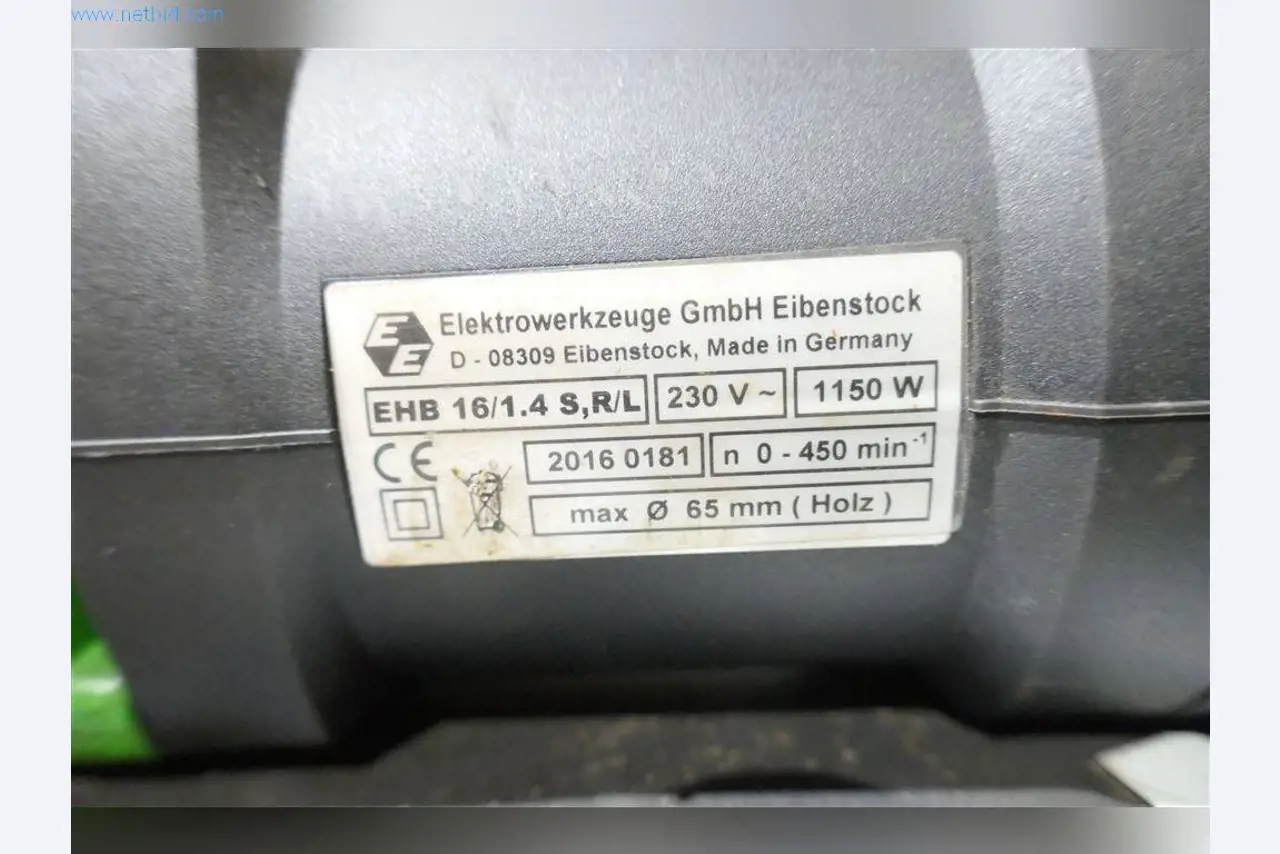 www.netbid.com
EE
Elektrowerkzeuge GmbH Eibenstock
D - 08309 Eibenstock, Made in Germany
EHB 16/1.4 S,R/L 230 V ~ 1150 W
CE 2016 0181 n 0 - 450 min⁻¹
max Ø 65 mm ( Holz )